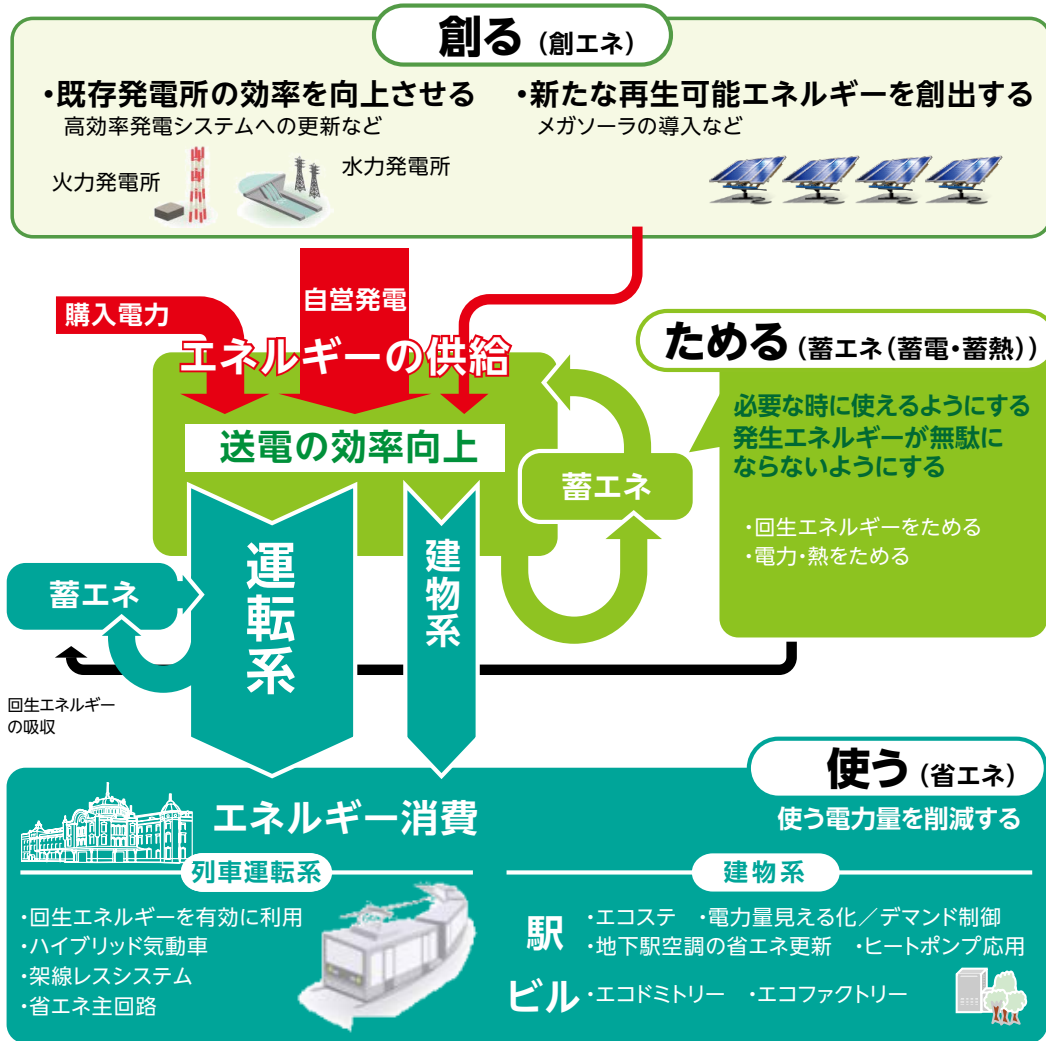 創る(創エネ)
・既存発電所の効率を向上させる
高効率発電システムへの更新など
火力発電所
水力発電所
・新たな再生可能エネルギーを創出する
メガソーラの導入など
購入電力
自営発電
エネルギーの供給
送電の効率向上
蓄エネ
ためる(蓄エネ(蓄電・蓄熱))
必要な時に使えるようにする
発生エネルギーが無駄に
ならないようにする
・回生エネルギーをためる
・電力・熱をためる
運転系
建物系
蓄エネ
回生エネルギー
の吸収
使う(省エネ)
使う電力量を削減する
エネルギー消費
列車運転系
・回生エネルギーを有効に利用
・ハイブリッド気動車
・架線レスシステム
・省エネ主回路
建物系
駅
・エコステ ・電力量見える化/デマンド制御
・地下駅空調の省エネ更新 ・ヒートポンプ応用
ビル ・エコドミトリー ・エコファクトリー